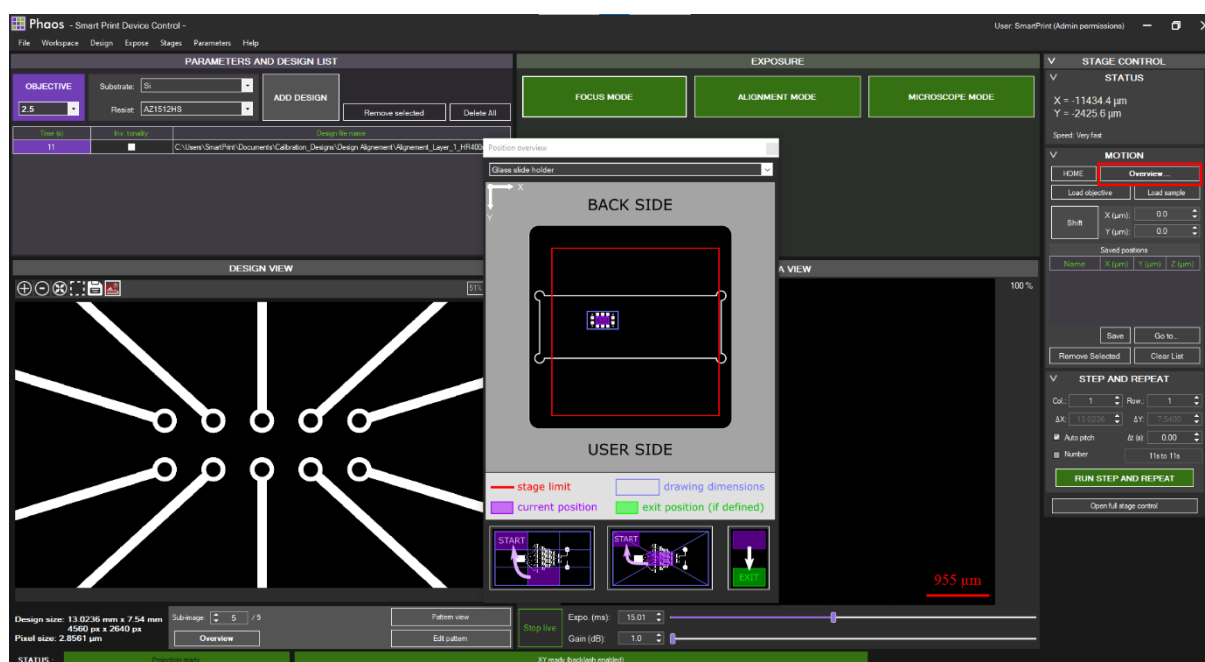 Phaos - Smart Print Device Control -
User: SmartPrint (Admin permissions)
File Workspace Design Expose Stages Parameters Help
PARAMETERS AND DESIGN LIST
OBJECTIVE
2.5
Substrate: Si
Resist: AZ1512HS
ADD DESIGN
Remove selected
Delete All
Time (s) Inv. tonality Design file name
11 C:\Users\SmartPrint\Documents\Calibration_Designs\Design Alignement\Alignement_Layer_1_HR400
EXPOSURE
FOCUS MODE
ALIGNMENT MODE
MICROSCOPE MODE
Position overview
Glass slide holder
X
Y
BACK SIDE
USER SIDE
stage limit
drawing dimensions
current position
exit position (if defined)
START
START
EXIT
DESIGN VIEW
51%
A VIEW
100 %
955 µm
Design size: 13.0236 mm x 7.54 mm
4560 px x 2640 px
Pixel size: 2.8561 µm
Sub-image: 5 / 9
Overview
Pattern view
Edit pattern
Stop live
Expo. (ms): 15.01
Gain (dB): 1.0
STATUS -
Projection ready
XY ready (backlash enabled)
STAGE CONTROL
STATUS
X = -11434.4 µm
Y = -2425.6 µm
Speed: Very fast
MOTION
HOME
Overview...
Load objective
Load sample
Shift
X (µm): 0.0
Y (µm): 0.0
Saved positions
Name X (µm) Y (µm) Z (µm)
Save
Go to...
Remove Selected
Clear List
STEP AND REPEAT
Col.: 1 Row.: 1
ΔX: 13.0236 ΔY: 7.5400
Auto pitch Δt (s): 0.00
Number 11s to 11s
RUN STEP AND REPEAT
Open full stage control